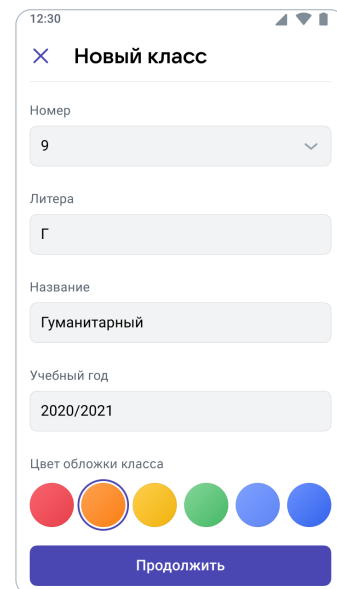 12:30
Новый класс
Номер
9
Литера
Г
Название
Гуманитарный
Учебный год
2020/2021
Цвет обложки класса
Продолжить